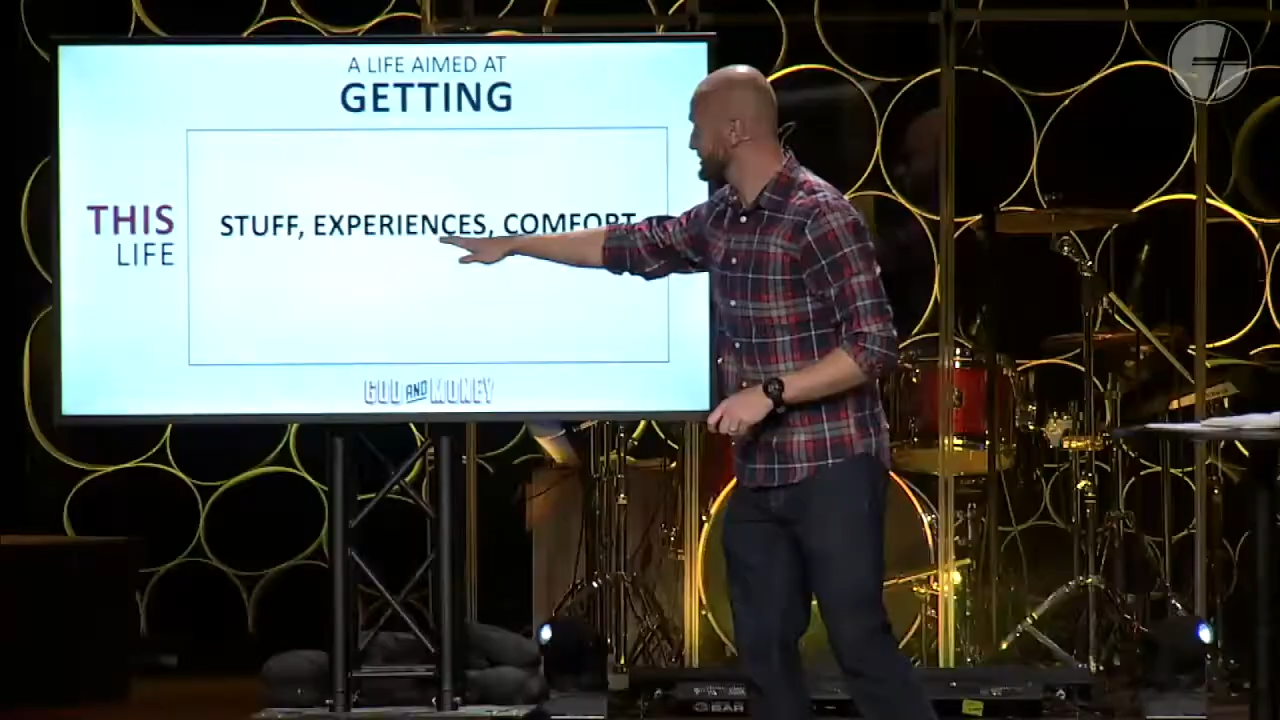 A LIFE AIMED AT
GETTING
THIS
LIFE
STUFF, EXPERIENCES, COMFORT
GOD AND MONEY